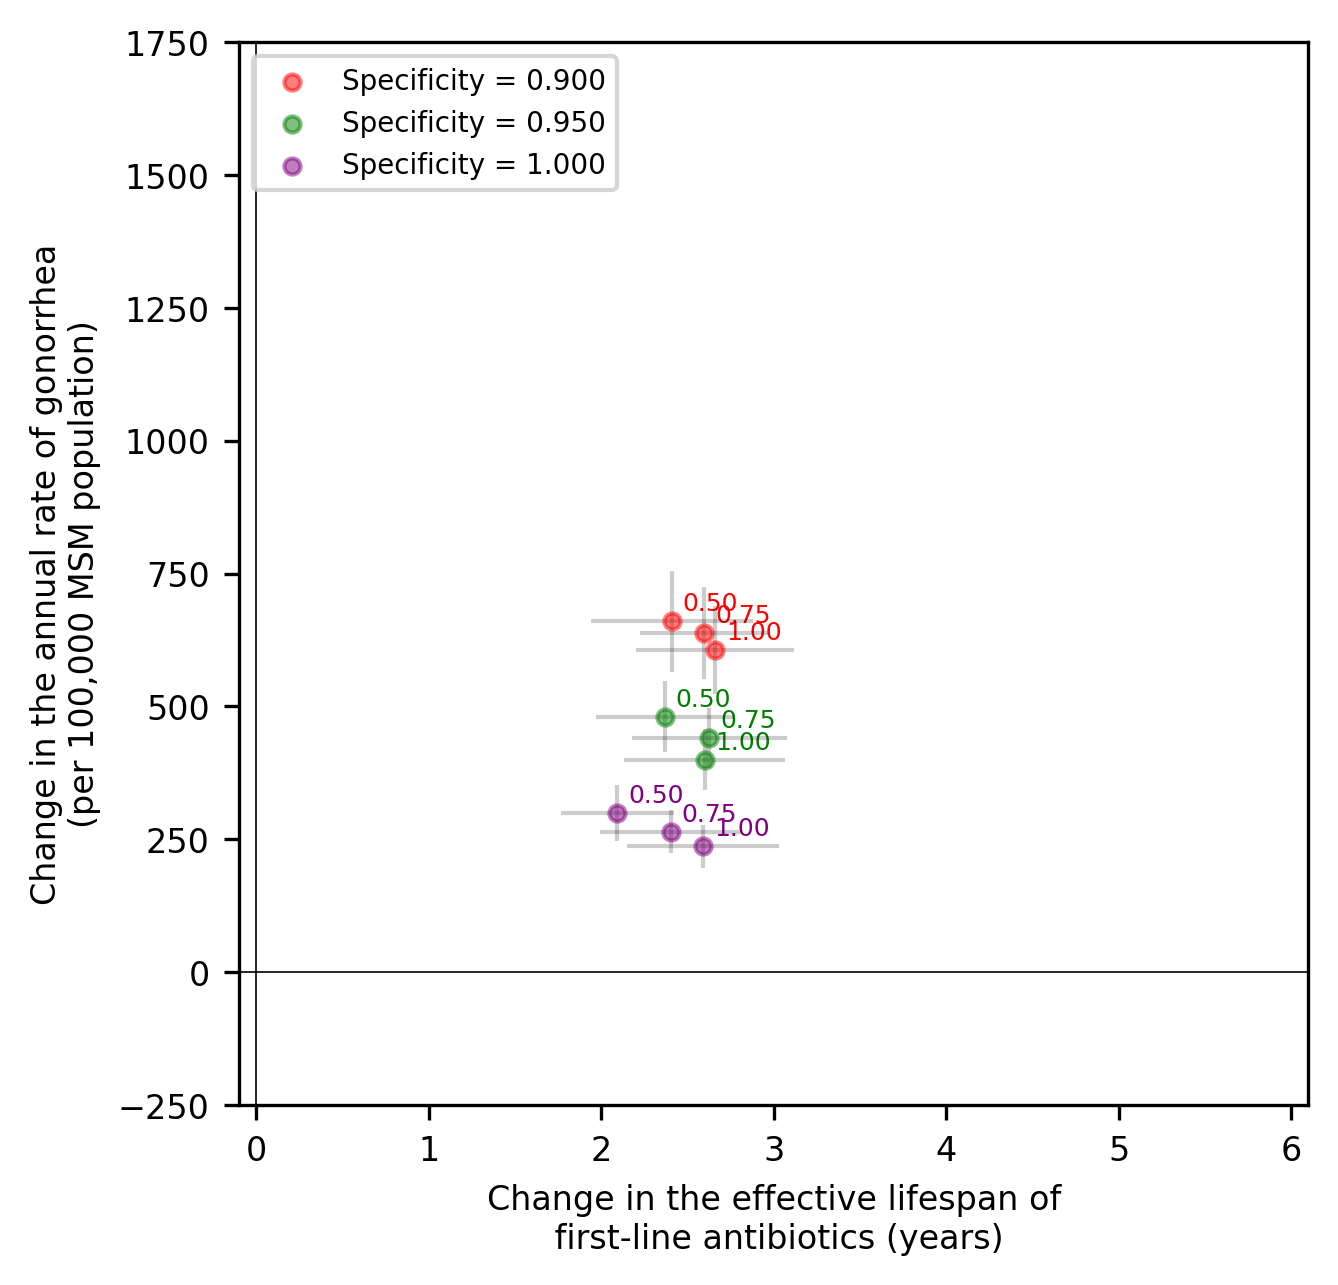 1750
1500
1250
1000
750
500
250
0
−250
Change in the annual rate of gonorrhea
(per 100,000 MSM population)
Specificity = 0.900
Specificity = 0.950
Specificity = 1.000
0.50
0.75
1.00
0.50
0.75
1.00
0.50
0.75
1.00
0 1 2 3 4 5 6
Change in the effective lifespan of
first-line antibiotics (years)